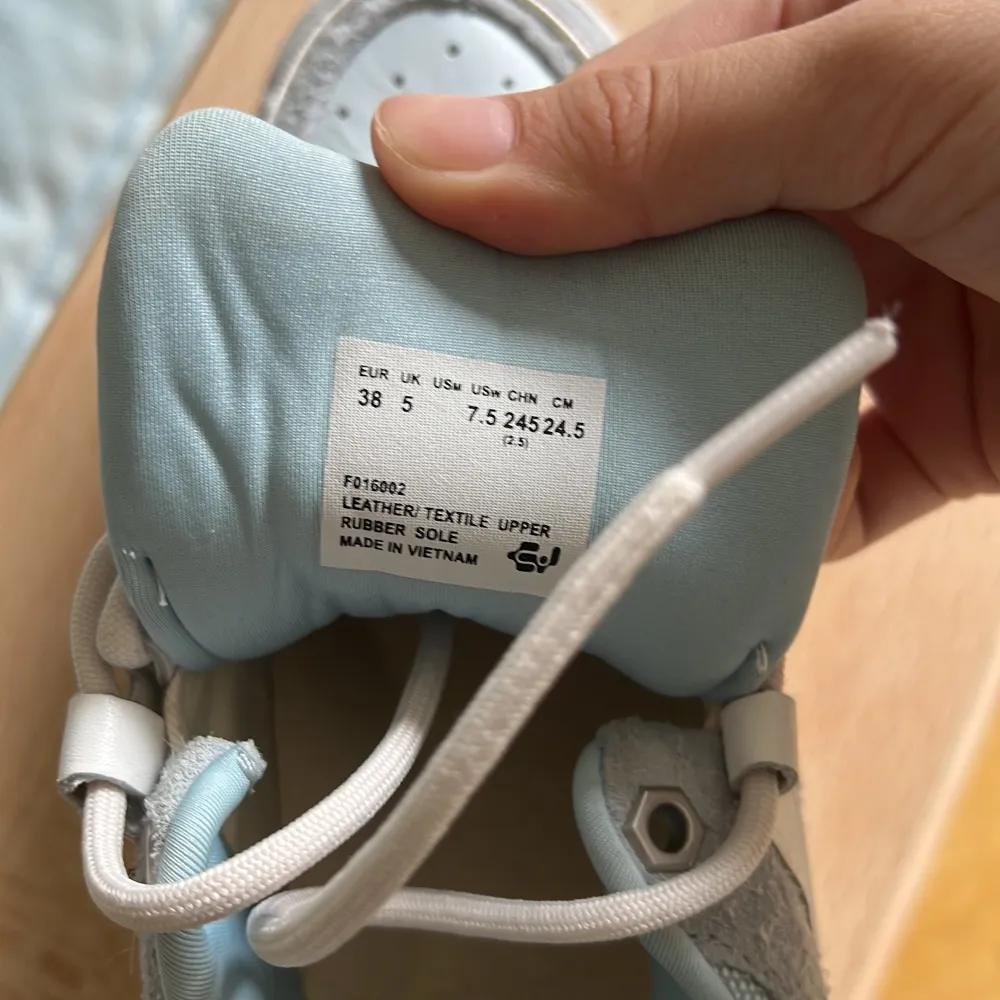 EUR UK USM USW CHN CM
38 5 7.5 245 24.5
(2.5)
F016002
LEATHER/ TEXTILE UPPER
RUBBER SOLE
MADE IN VIETNAM